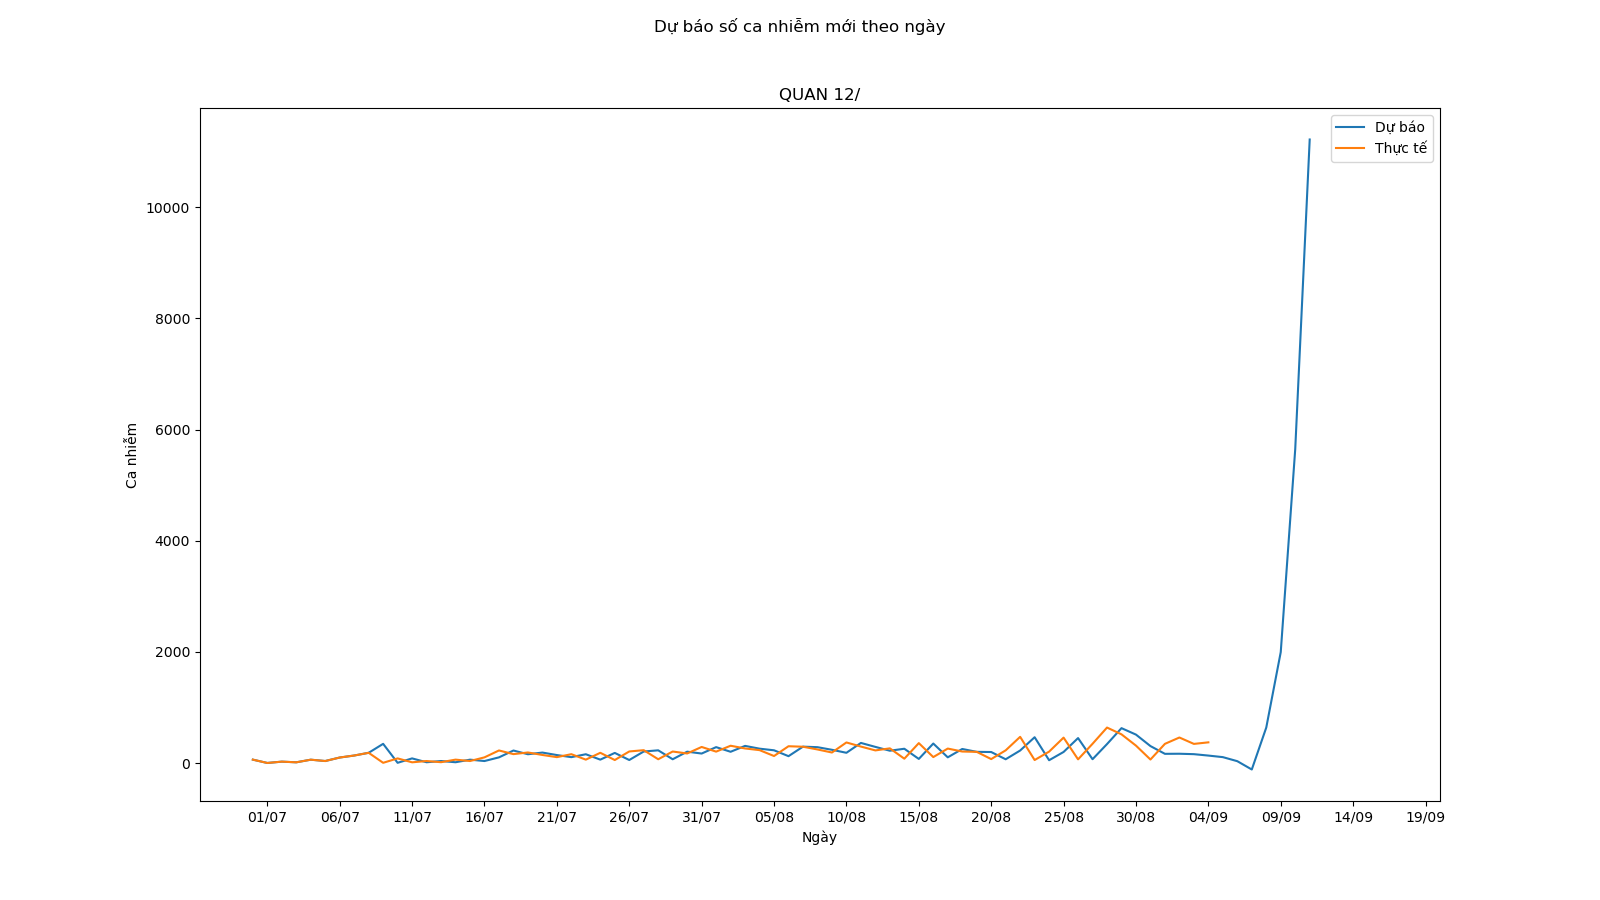 Dự báo số ca nhiễm mới theo ngày
QUAN 12/
Dự báo
Thực tế
10000
8000
6000
4000
2000
0
Ca nhiễm
01/07 06/07 11/07 16/07 21/07 26/07 31/07 05/08 10/08 15/08 20/08 25/08 30/08 04/09 09/09 14/09 19/09
Ngày